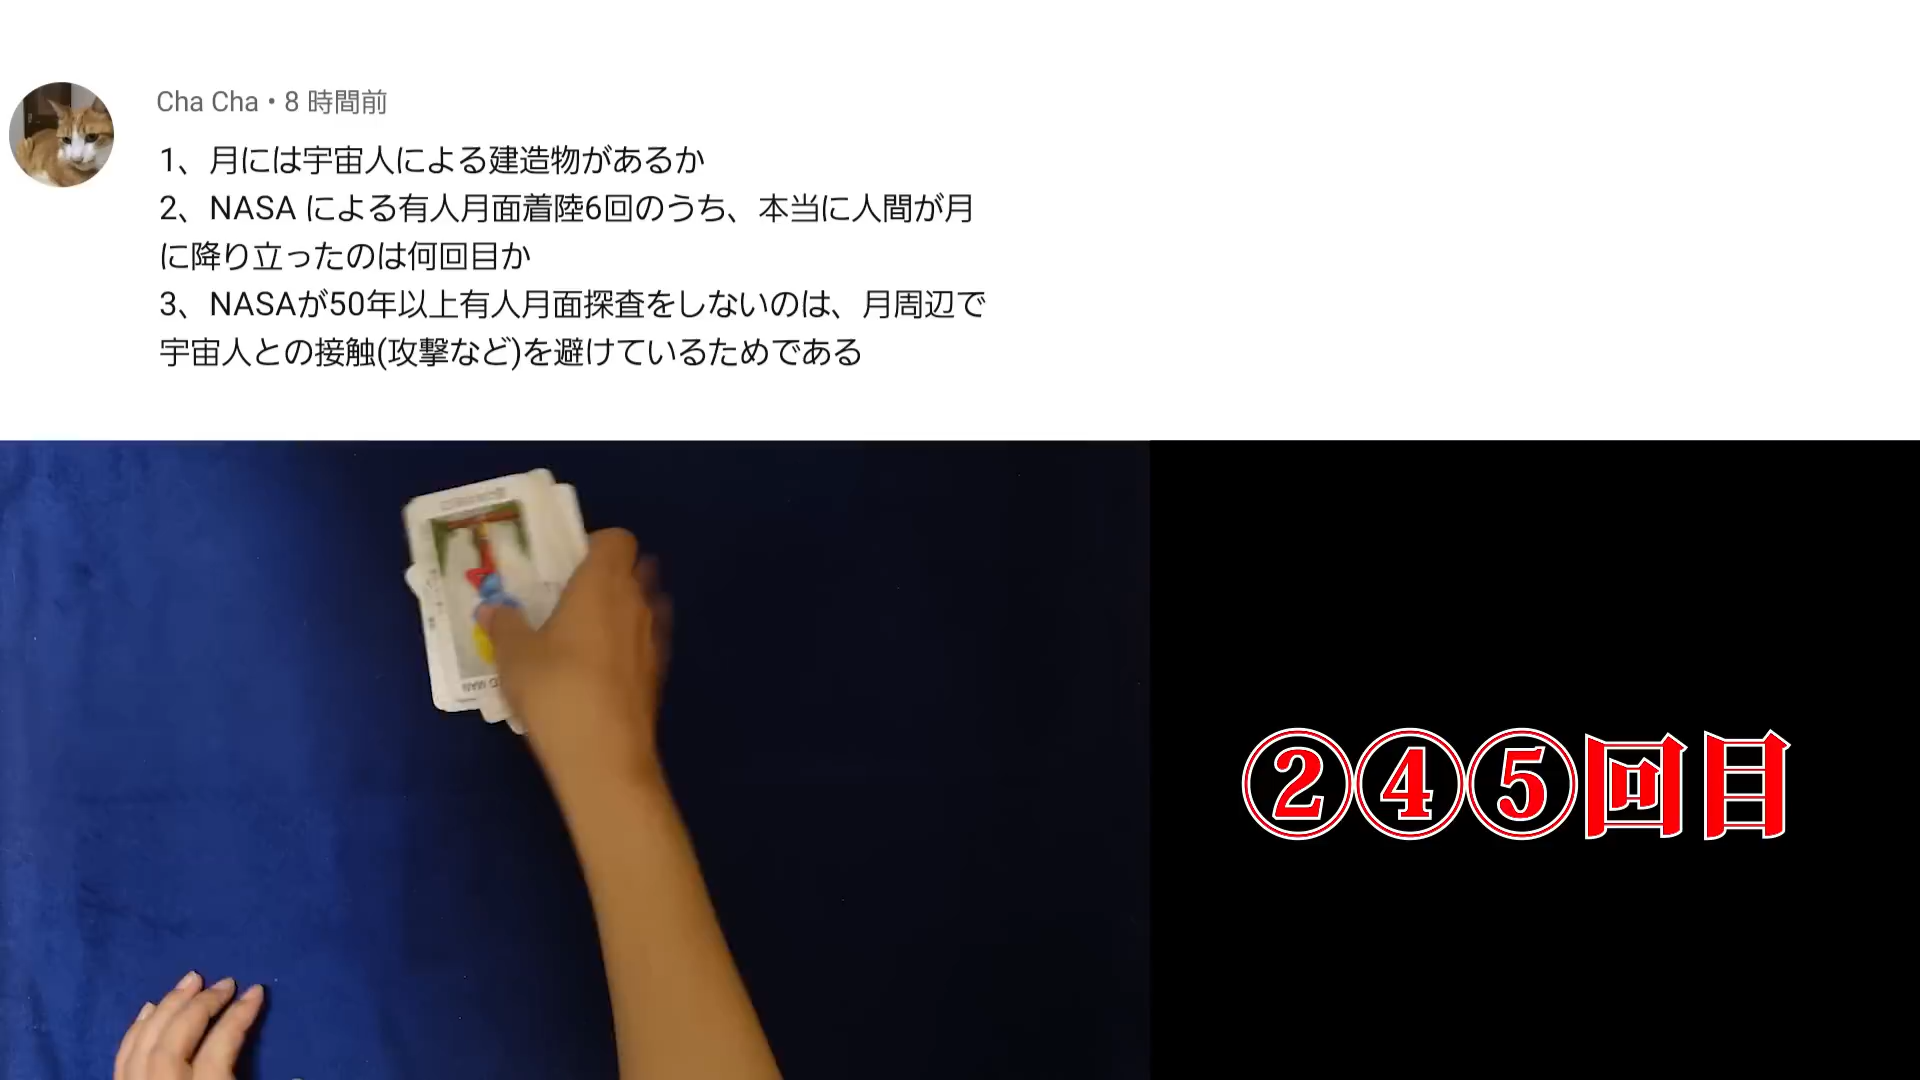 Cha Cha • 8 時間前
1、月には宇宙人による建造物があるか
2、NASA による有人月面着陸6回のうち、本当に人間が月
に降り立ったのは何回目か
3、NASAが50年以上有人月面探査をしないのは、月周辺で
宇宙人との接触(攻撃など)を避けているためである
②④⑤回目